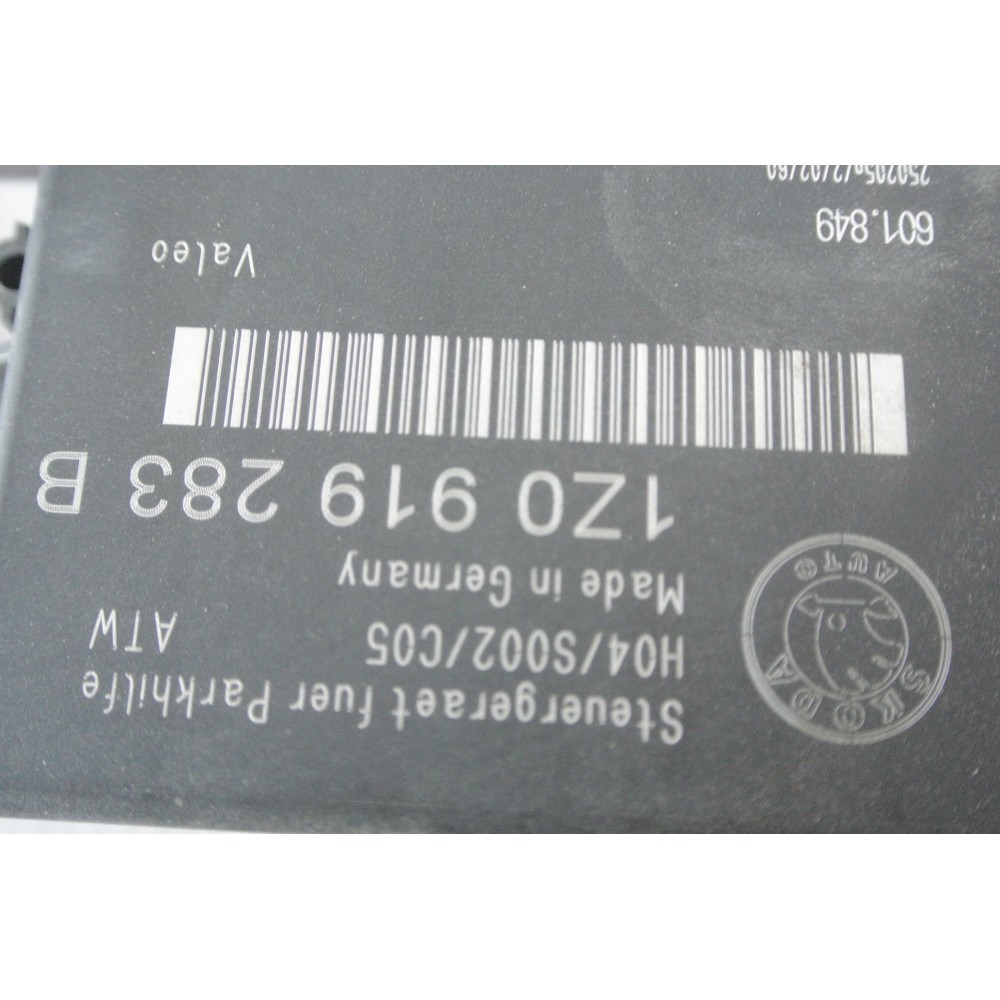 SKODA
AUTO
Steuergeraet fuer Parkhilfe
H04/S002/C05 ATW
Made in Germany
1Z0 919 283 B
601.849 Valeo